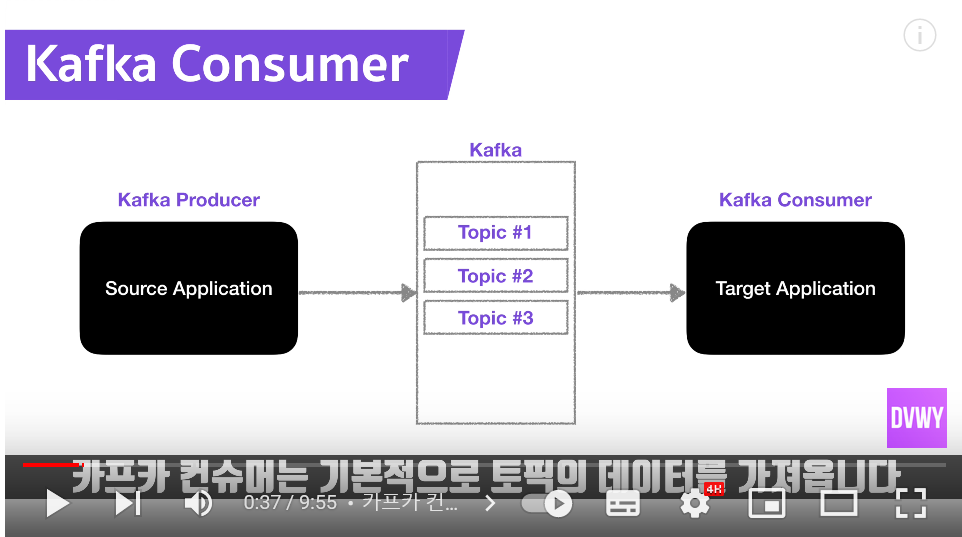 Kafka Consumer
Kafka
Kafka Producer
Kafka Consumer
Topic #1
Source Application
Topic #2
Target Application
Topic #3
DVWY
카프카 컨슈머는 기본적으로 토픽의 데이터를 가져옵니다
0:37 / 9:55 • 카프카 컨...